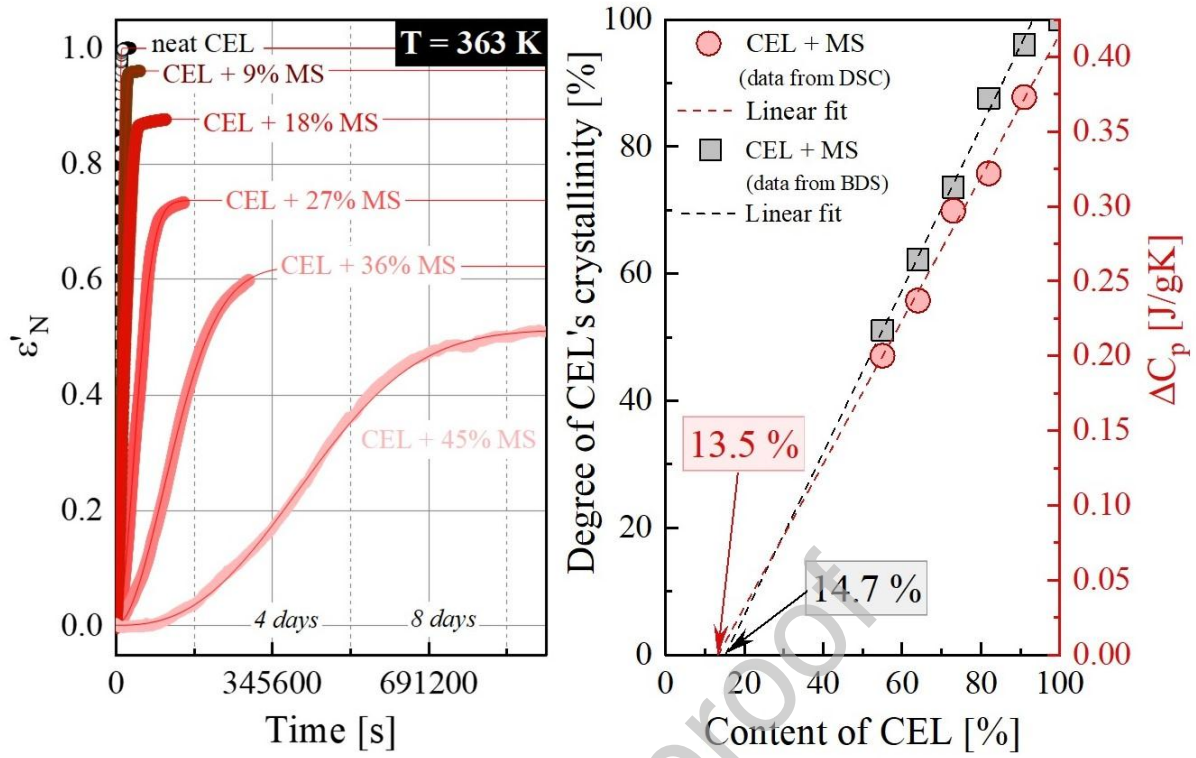 T = 363 K
neat CEL
CEL + 9% MS
CEL + 18% MS
CEL + 27% MS
CEL + 36% MS
CEL + 45% MS
4 days
8 days
1.0
0.8
0.6
0.4
0.2
0.0
ε'N
0
345600
691200
Time [s]
100
80
60
40
20
0
Degree of CEL's crystallinity [%]
CEL + MS
(data from DSC)
Linear fit
CEL + MS
(data from BDS)
Linear fit
13.5 %
14.7 %
0.40
0.35
0.30
0.25
0.20
0.15
0.10
0.05
0.00
ΔCp [J/gK]
0
20
40
60
80
100
Content of CEL [%]
proof